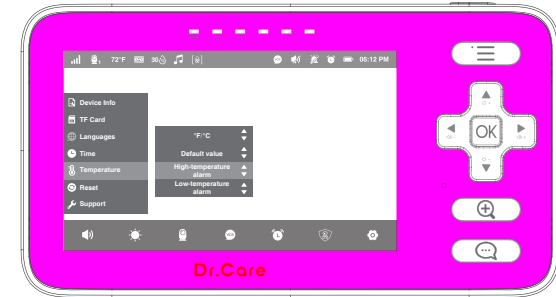 72°F 30 06:12 PM
Device Info
TF Card
Languages
Time
Temperature
Reset
Support
°F/°C
Default value
High-temperature
alarm
Low-temperature
alarm
OK
Dr.Care